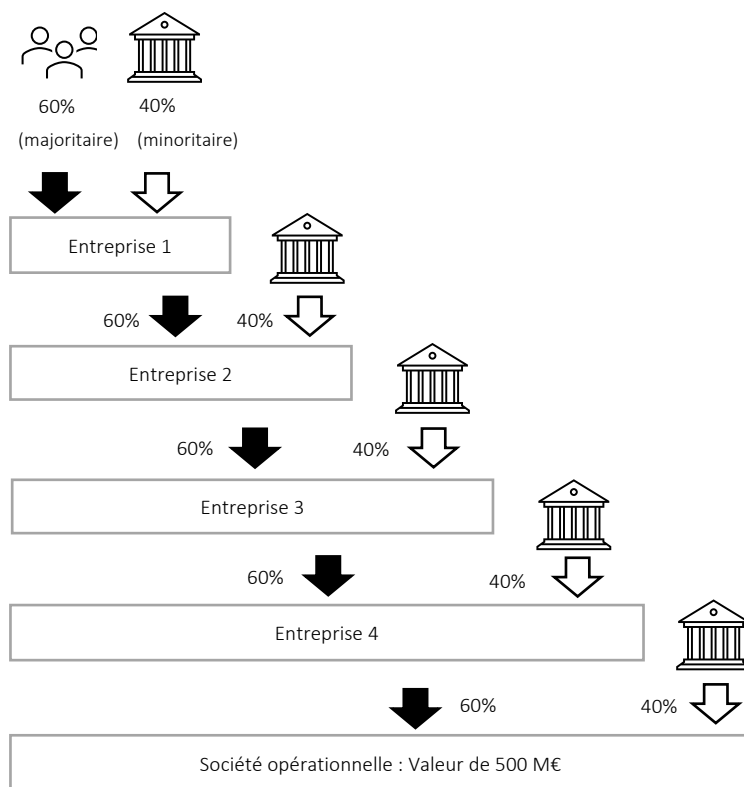 60% 40%
(majoritaire) (minoritaire)
Entreprise 1
60% 40%
Entreprise 2
60% 40%
Entreprise 3
60% 40%
Entreprise 4
60% 40%
Société opérationnelle : Valeur de 500 M€